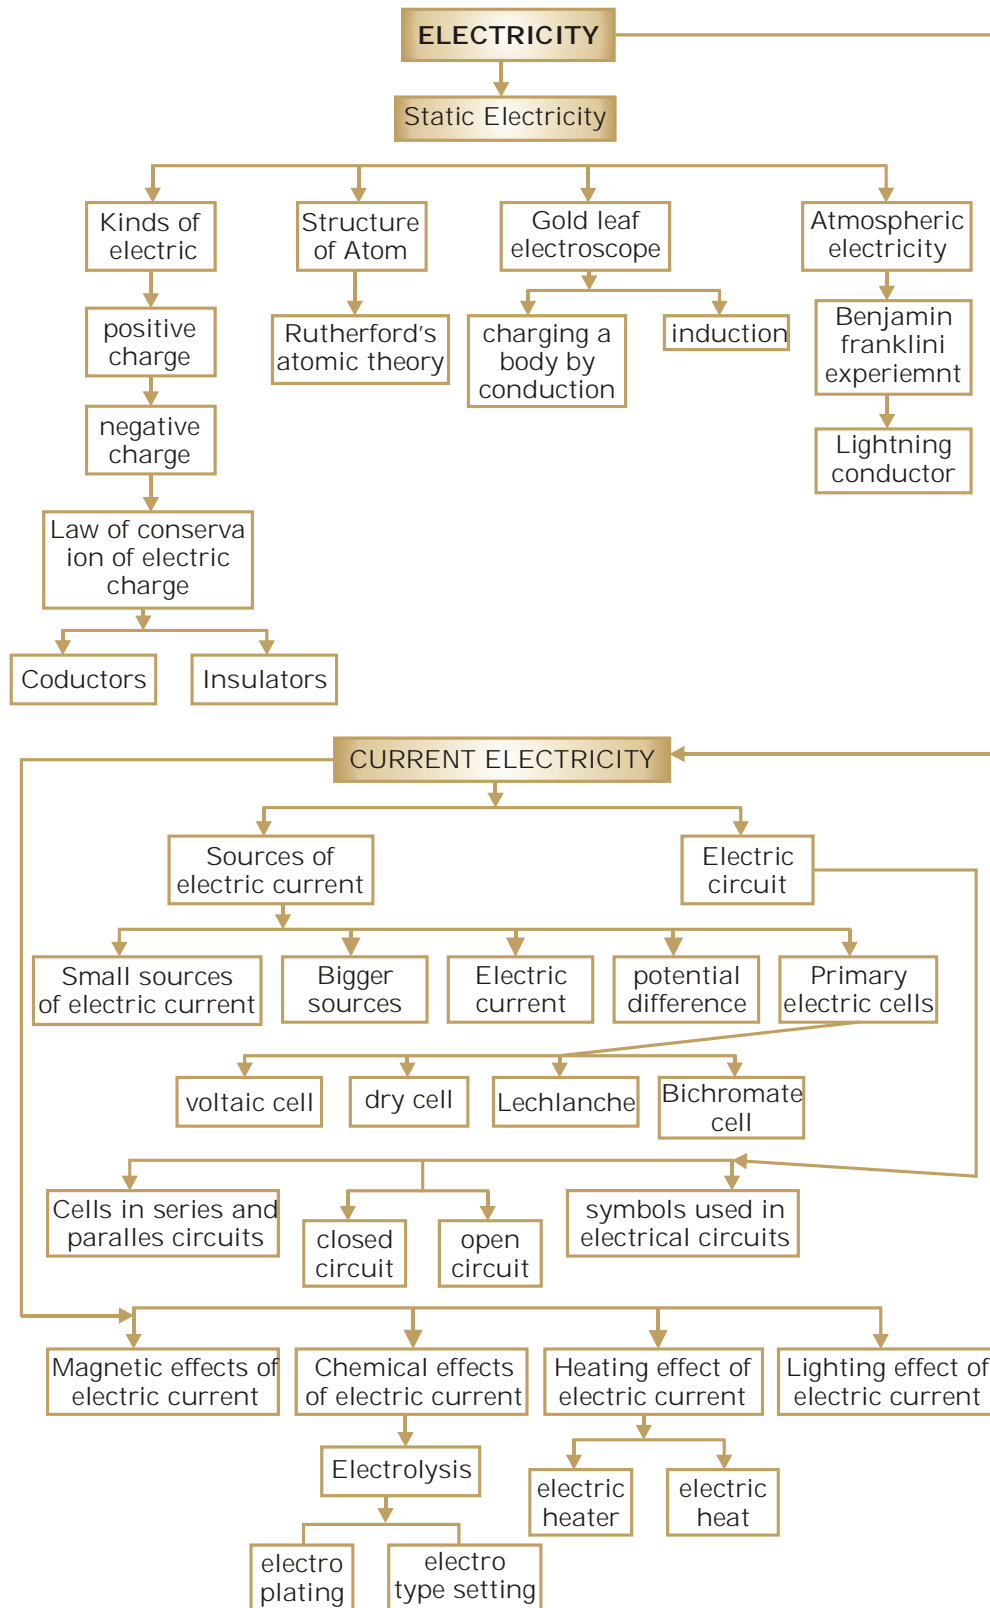 ELECTRICITY
Static Electricity
Kinds of
electric
Structure
of Atom
Gold leaf
electroscope
Atmospheric
electricity
positive
charge
Rutherford's
atomic theory
charging a
body by
conduction
induction
Benjamin
franklini
experiemnt
negative
charge
Lightning
conductor
Law of conserva
ion of electric
charge
Coductors
Insulators
CURRENT ELECTRICITY
Sources of
electric current
Electric
circuit
Small sources
of electric current
Bigger
sources
Electric
current
potential
difference
Primary
electric cells
voltaic cell
dry cell
Lechlanche
Bichromate
cell
Cells in series and
paralles circuits
closed
circuit
open
circuit
symbols used in
electrical circuits
Magnetic effects of
electric current
Chemical effects
of electric current
Heating effect of
electric current
Lighting effect of
electric current
Electrolysis
electric
heater
electric
heat
electro
plating
electro
type setting